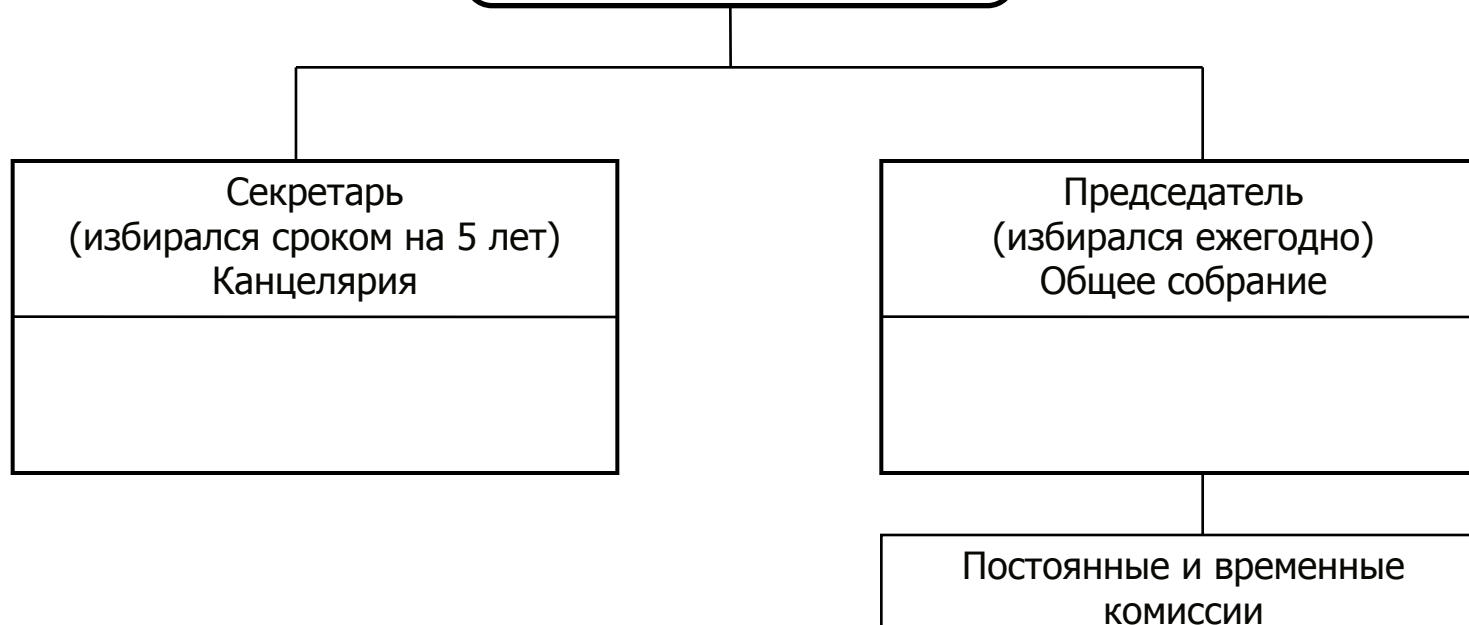 Секретарь
(избирался сроком на 5 лет)
Канцелярия
Председатель
(избирался ежегодно)
Общее собрание
Постоянные и временные
комиссии